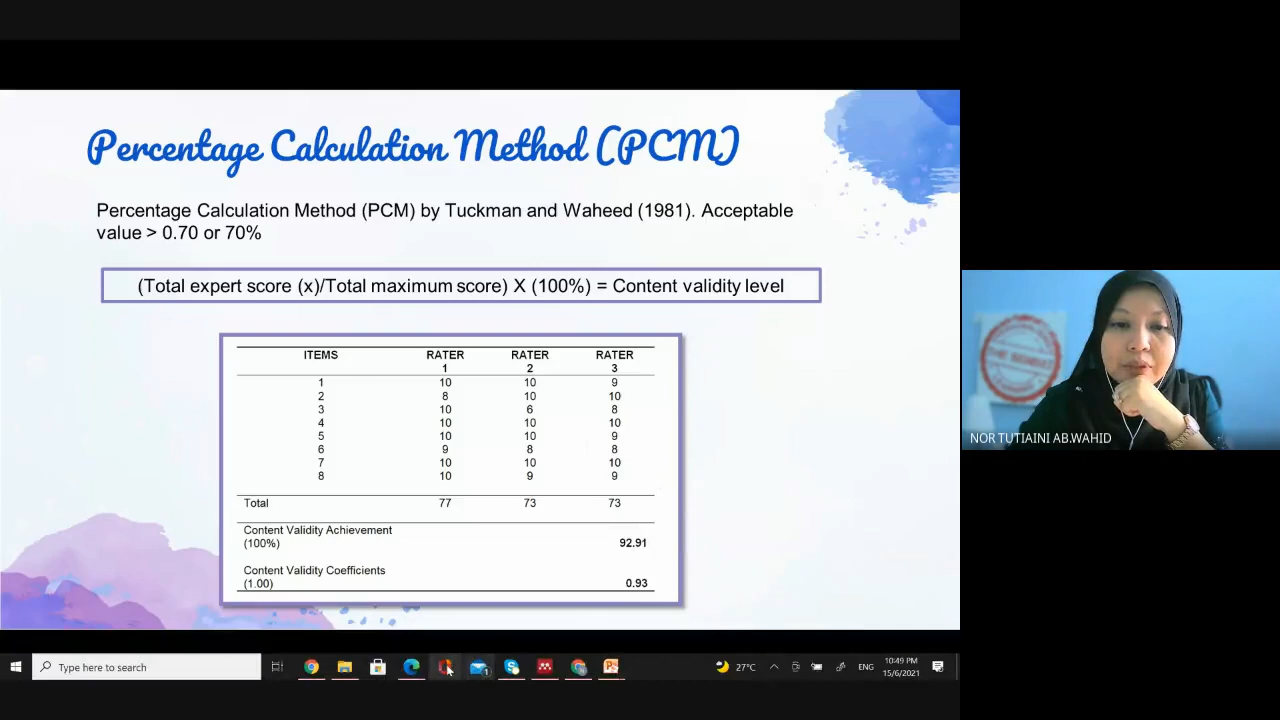 Percentage Calculation Method (PCM)
Percentage Calculation Method (PCM) by Tuckman and Waheed (1981). Acceptable
value > 0.70 or 70%
(Total expert score (x)/Total maximum score) X (100%) = Content validity level
ITEMS RATER 1 RATER 2 RATER 3
1 10 10 9
2 8 10 10
3 10 6 8
4 10 10 10
5 10 10 9
6 9 8 8
7 10 10 10
8 10 9 9
Total 77 73 73
Content Validity Achievement
(100%) 92.91
Content Validity Coefficients
(1.00) 0.93
NOR TUTIAINI AB.WAHID
Type here to search
27°C
ENG
10:49 PM
15/6/2021